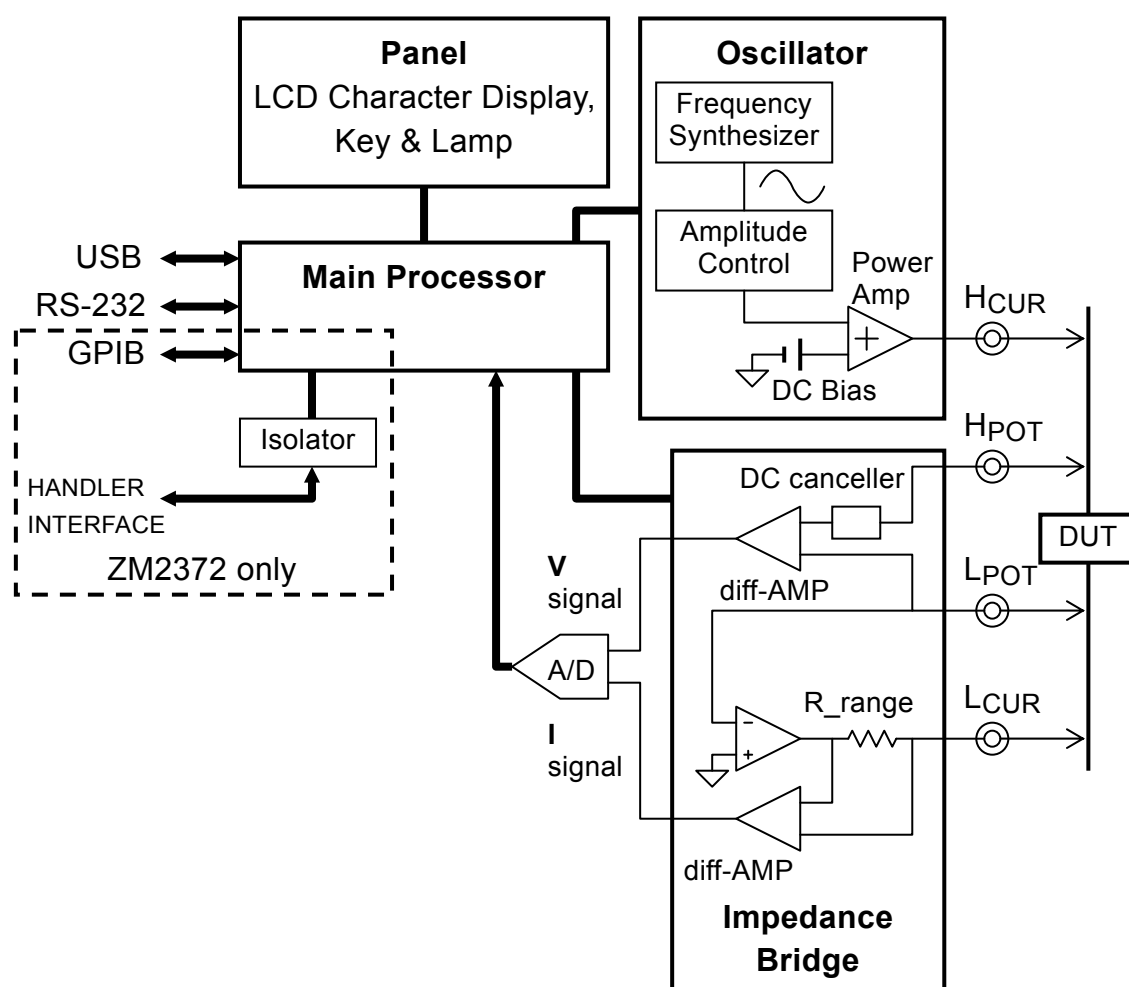 Panel
LCD Character Display,
Key & Lamp
Oscillator
Frequency
Synthesizer
Amplitude
Control
Power
Amp
+
DC Bias
HCUR
USB
RS-232
GPIB
Main Processor
Isolator
HANDLER
INTERFACE
ZM2372 only
HPOT
DC canceller
DUT
LPOT
V
signal
diff-AMP
A/D
R_range
LCUR
I
signal
-
+
diff-AMP
Impedance
Bridge